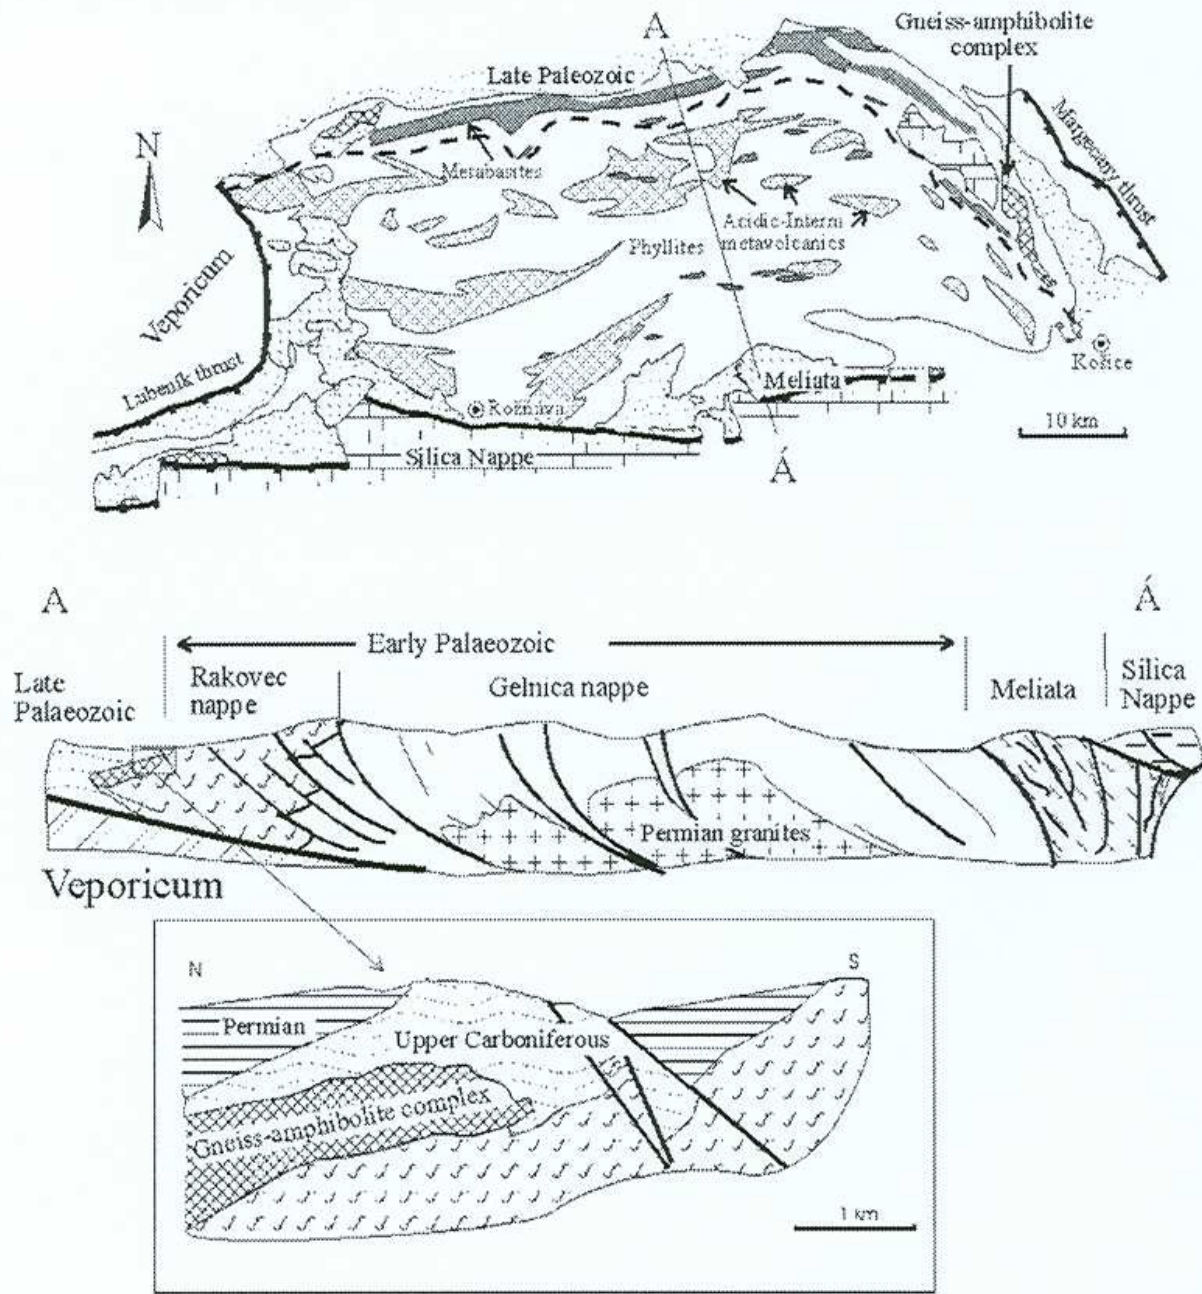 A
Gneiss-amphibolite
complex
Late Paleozoic
N
Margecany thrust
Metabasites
Acidic-Interm
metavolcanics
Phyllites
Veporicum
Lubeník thrust
Košice
Meliata
Rožňava
10 km
Silica Nappe
Á
A
Á
Early Palaeozoic
Late
Palaeozoic
Rakovec
nappe
Gelnica nappe
Meliata
Silica
Nappe
Permian granites
Veporicum
N
S
Permian
Upper Carboniferous
Gneiss-amphibolite complex
1 km